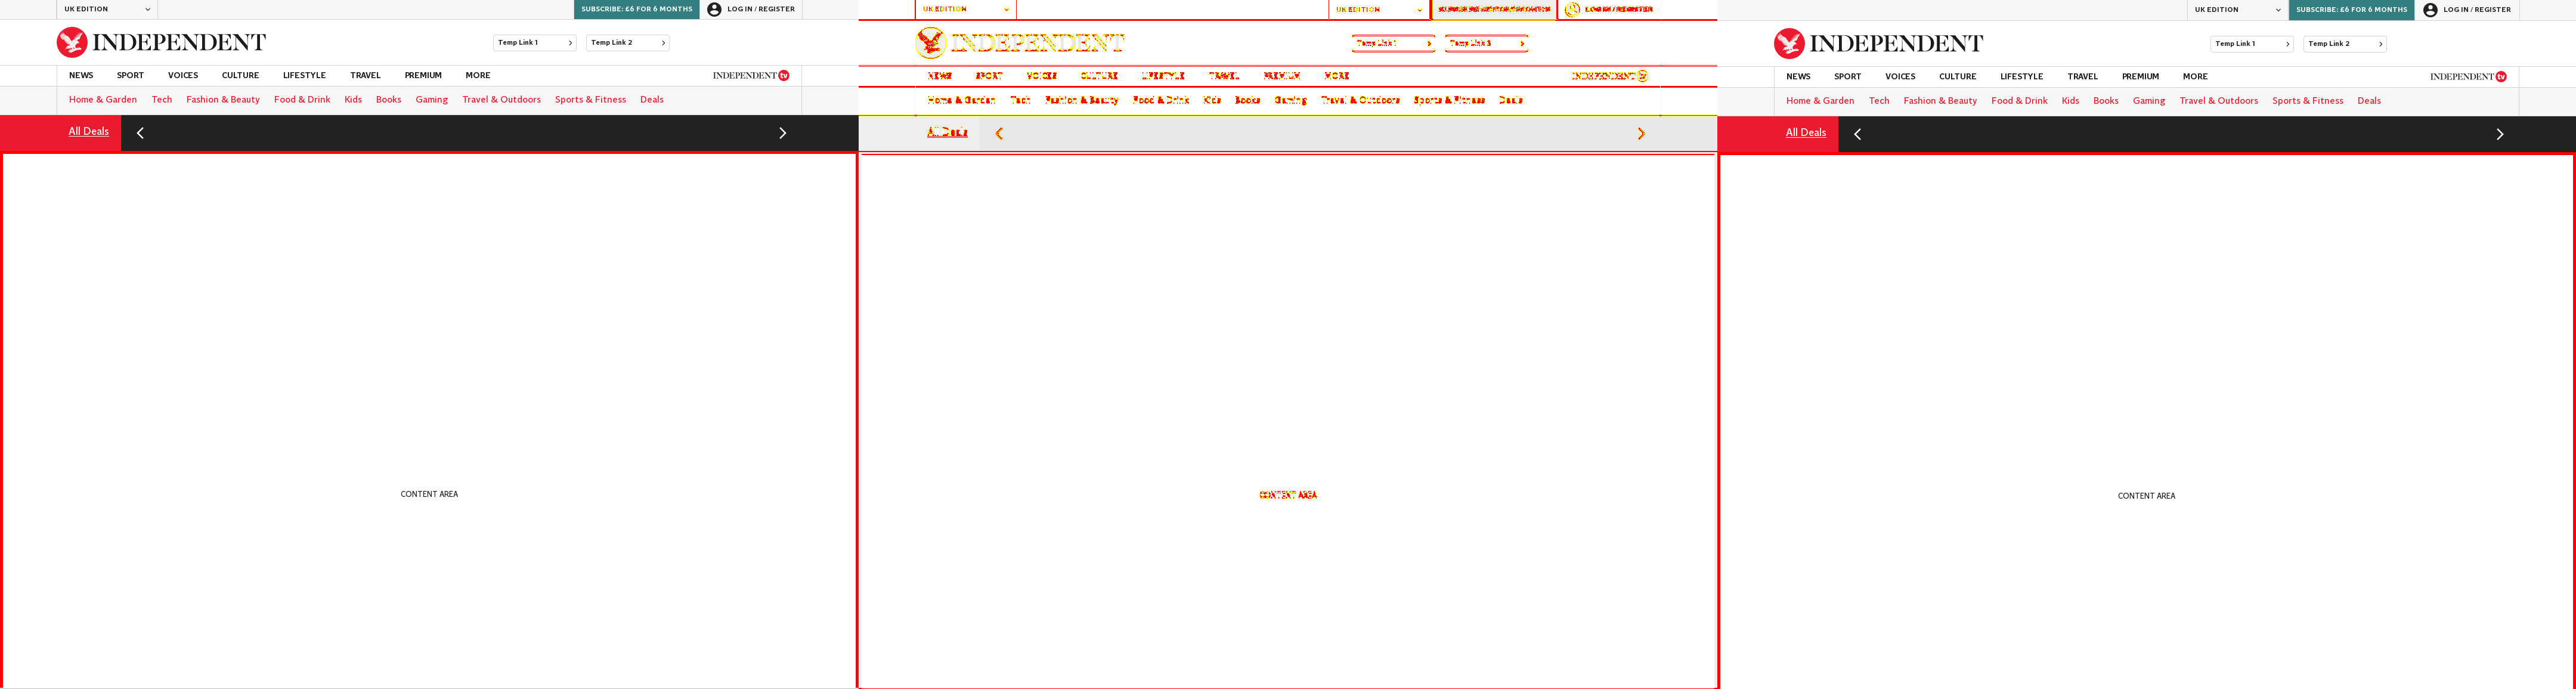 UK EDITION
SUBSCRIBE: £6 FOR 6 MONTHS
LOG IN / REGISTER
INDEPENDENT
Temp Link 1
Temp Link 2
NEWS SPORT VOICES CULTURE LIFESTYLE TRAVEL PREMIUM MORE
INDEPENDENT tv
Home & Garden Tech Fashion & Beauty Food & Drink Kids Books Gaming Travel & Outdoors Sports & Fitness Deals
All Deals
CONTENT AREA
UK EDITION
UK EDITION
LOG IN / REGISTER
INDEPENDENT
Temp Link 1
Temp Link
NEWS SPORT VOICES CULTURE LIFESTYLE TRAVEL PREMIUM MORE
INDEPENDENT
Home & Garden Tech Fashion & Beauty Food & Drink Kids Books Gaming Travel & Outdoors Sports & Fitness Deals
All Deals
CONTENT AREA
UK EDITION
SUBSCRIBE: £6 FOR 6 MONTHS
LOG IN / REGISTER
INDEPENDENT
Temp Link 1
Temp Link 2
NEWS SPORT VOICES CULTURE LIFESTYLE TRAVEL PREMIUM MORE
INDEPENDENT tv
Home & Garden Tech Fashion & Beauty Food & Drink Kids Books Gaming Travel & Outdoors Sports & Fitness Deals
All Deals
CONTENT AREA